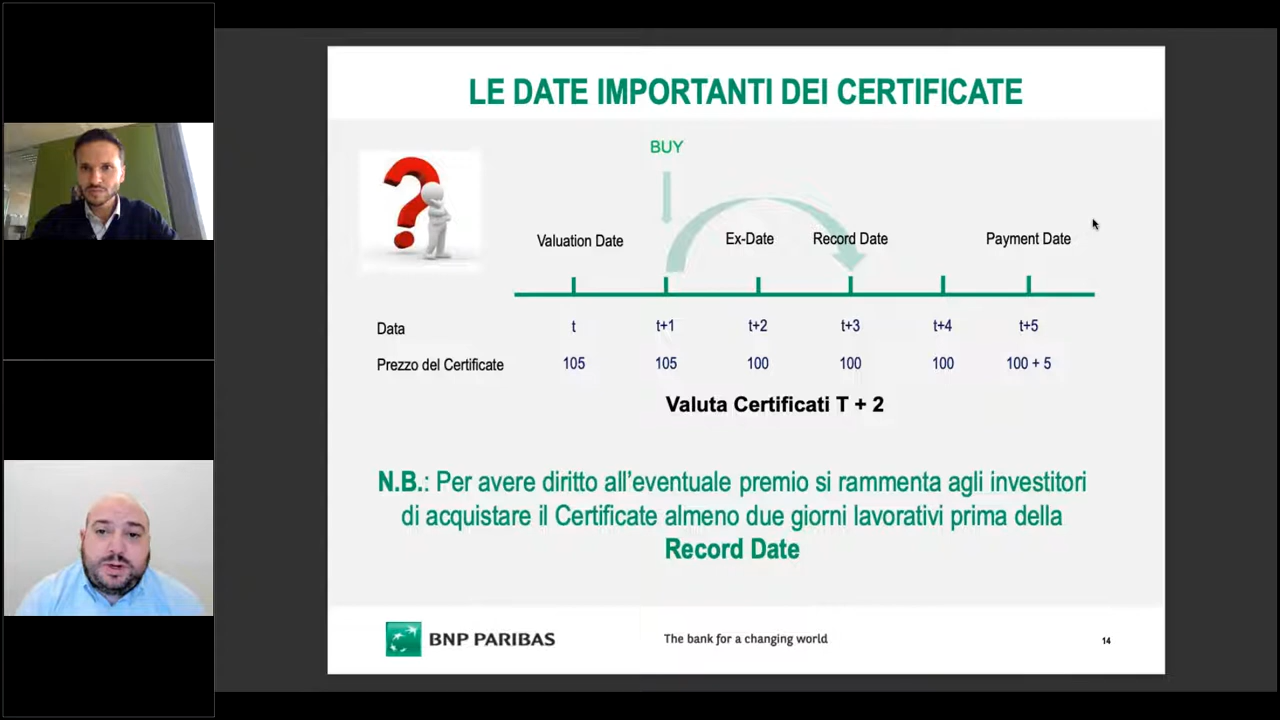 LE DATE IMPORTANTI DEI CERTIFICATE
BUY
Valuation Date Ex-Date Record Date Payment Date
Data t t+1 t+2 t+3 t+4 t+5
Prezzo del Certificate 105 105 100 100 100 100 + 5
Valuta Certificati T + 2
N.B.: Per avere diritto all'eventuale premio si rammenta agli investitori
di acquistare il Certificate almeno due giorni lavorativi prima della
Record Date
BNP PARIBAS The bank for a changing world 14